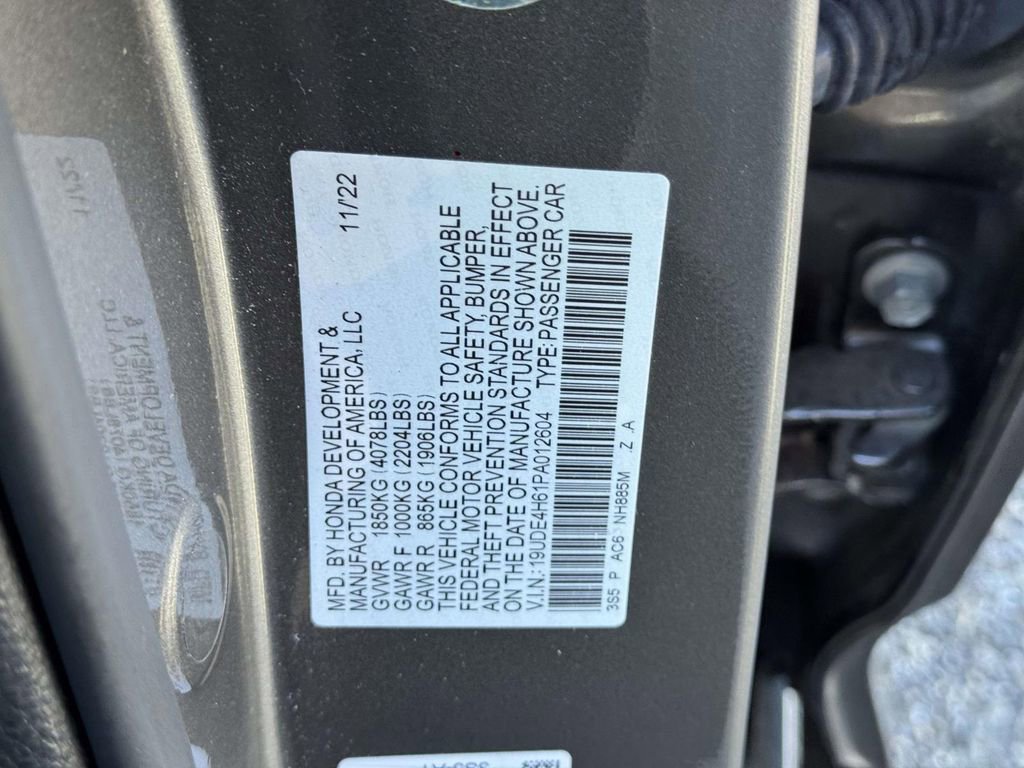 MFD. BY HONDA DEVELOPMENT & 11/22
MANUFACTURING OF AMERICA, LLC
GVWR 1850KG (4078LBS)
GAWR F 1000KG (2204LBS)
GAWR R 865KG (1906LBS)
THIS VEHICLE CONFORMS TO ALL APPLICABLE
FEDERAL MOTOR VEHICLE SAFETY, BUMPER,
AND THEFT PREVENTION STANDARDS IN EFFECT
ON THE DATE OF MANUFACTURE SHOWN ABOVE.
V.I.N:19UDE4H61PA012604 TYPE:PASSENGER CAR
3S5 P AC6 NH885M .Z .A